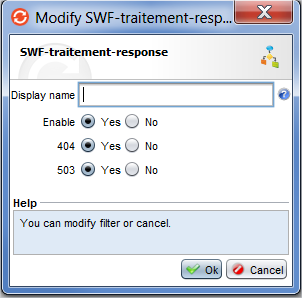 Modify SWF-traitement-resp...
SWF-traitement-response
Display name
Enable Yes No
404 Yes No
503 Yes No
Help
You can modify filter or cancel.
Ok Cancel